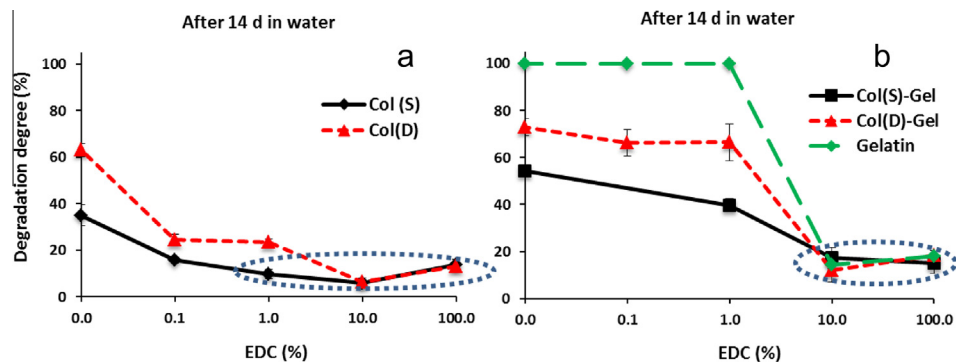 After 14 d in water
a
Degradation degree (%)
100
80
60
40
20
0
Col (S)
Col(D)
0.0 0.1 1.0 10.0 100.0
EDC (%)
After 14 d in water
b
100
80
60
40
20
0
Col(S)-Gel
Col(D)-Gel
Gelatin
0.0 0.1 1.0 10.0 100.0
EDC (%)